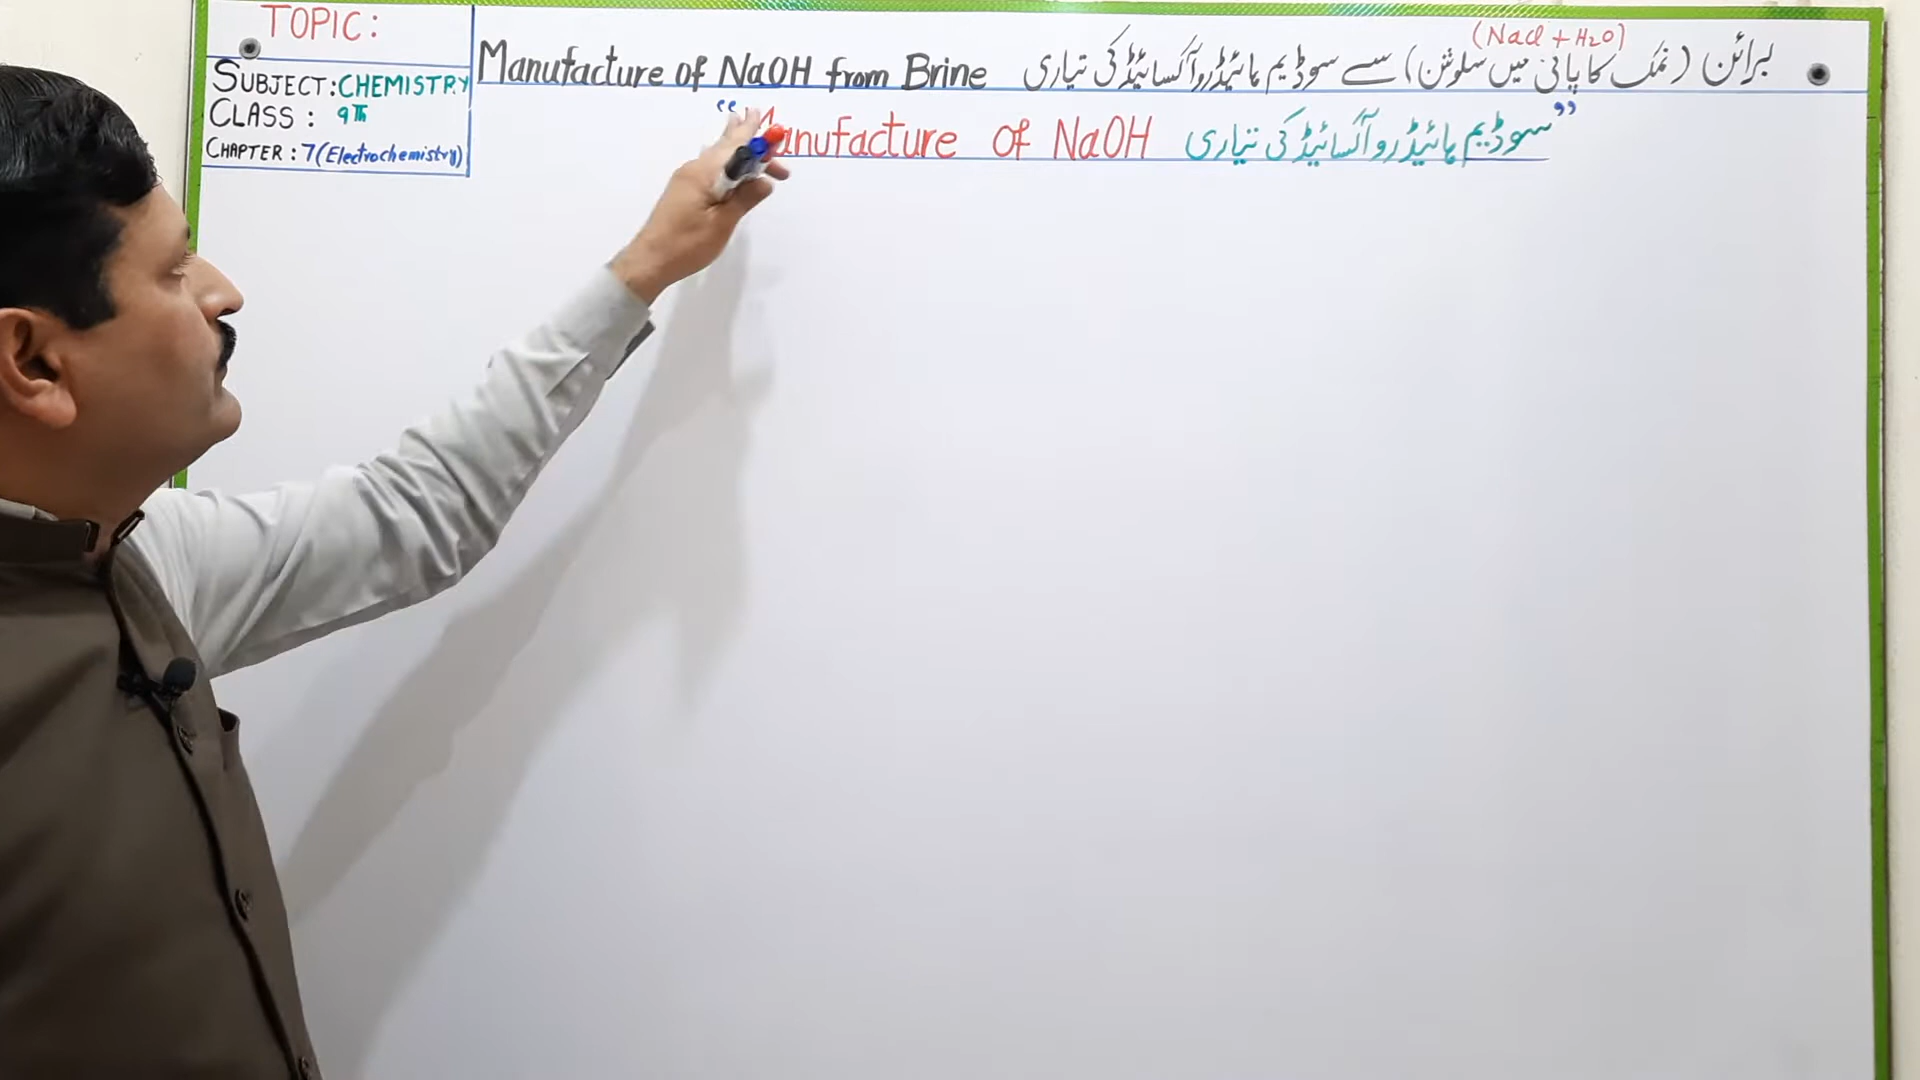 TOPIC:
SUBJECT: CHEMISTRY
CLASS: 9Th
CHAPTER: 7 (Electrochemistry)
(Nacl + H2O)
Manufacture of NaOH from Brine برائن (نمک کا پانی میں سلوشن) سے سوڈیم ہائیڈروآکسائیڈ کی تیاری
“Manufacture of NaOH سوڈیم ہائیڈروآکسائیڈ کی تیاری”